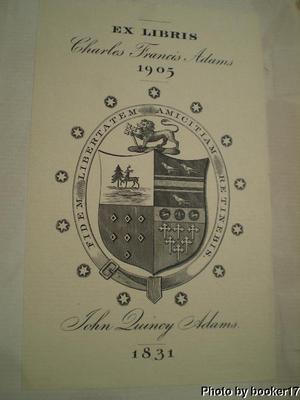 EX LIBRIS
Charles Francis Adams
1905
FIDEM LIBERTATEM AMICITIAM RETINEBIS.
John Quincy Adams.
1831
Photo by booker17